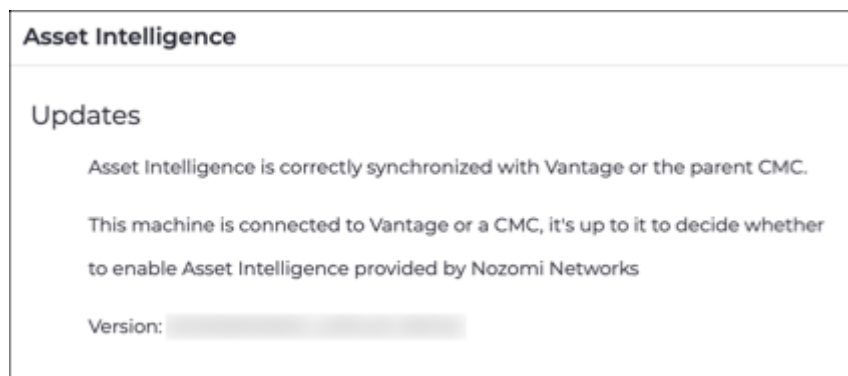 Asset Intelligence
Updates
Asset Intelligence is correctly synchronized with Vantage or the parent CMC.
This machine is connected to Vantage or a CMC, it's up to it to decide whether
to enable Asset Intelligence provided by Nozomi Networks
Version: